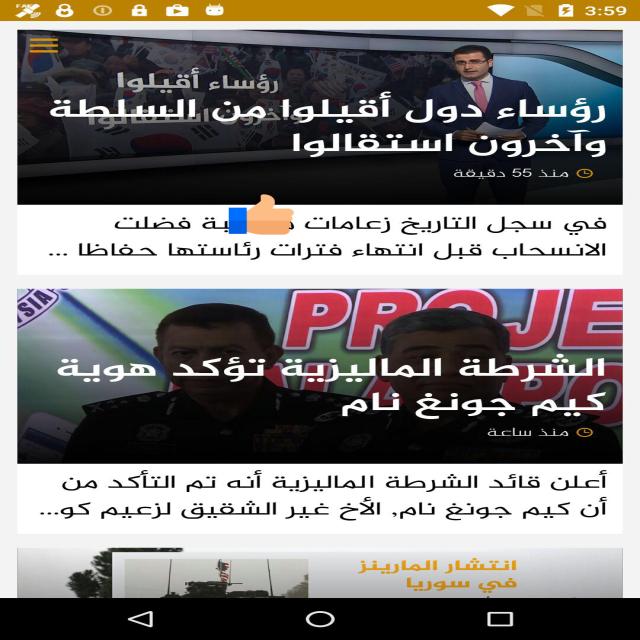 3:59
رؤساء أقيلوا
رؤساء دول أقيلوا من السلطة
وآخرون استقالوا
منذ 55 دقيقة
في سجل التاريخ زعامات فضلت
الانسحاب قبل انتهاء فترات رئاستها حفاظا ...
PROJE
الشرطة الماليزية تؤكد هوية
كيم جونغ نام
منذ ساعة
أعلن قائد الشرطة الماليزية أنه تم التأكد من
أن كيم جونغ نام, الأخ غير الشقيق لزعيم كو...
انتشار المارينز
في سوريا